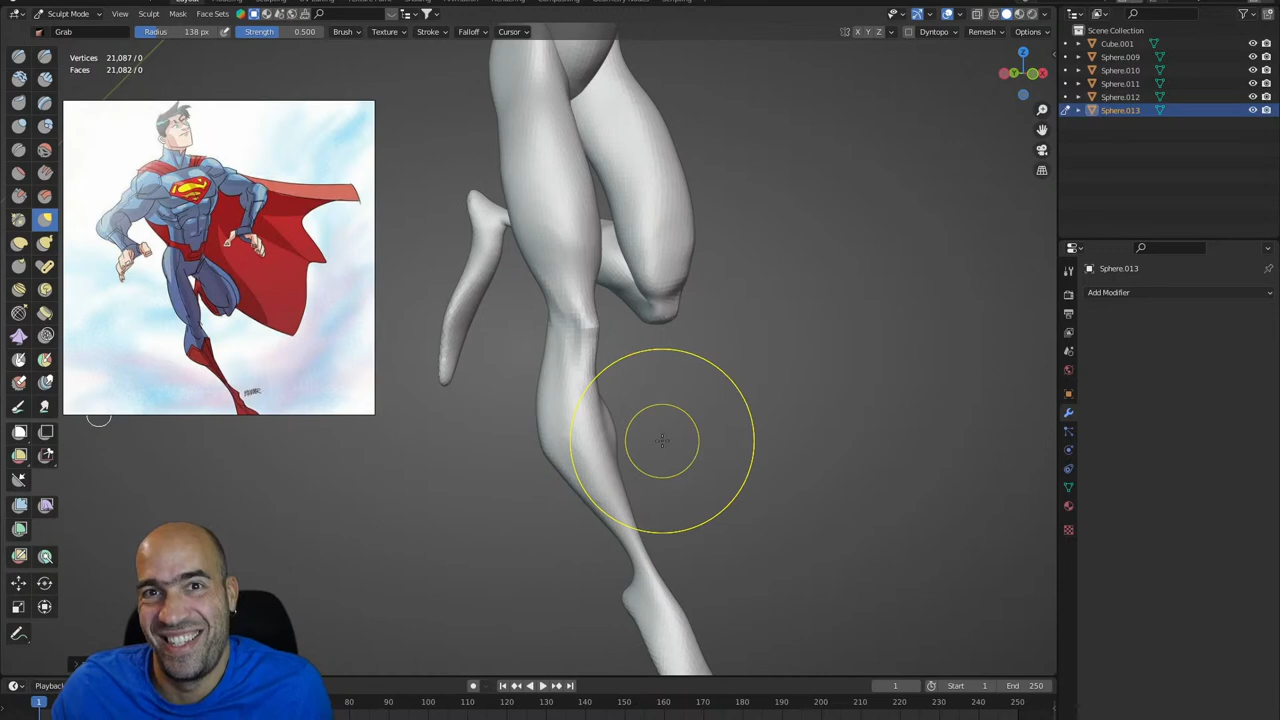 Layout
Sculpt Mode View Sculpt Mask Face Sets
Grab Radius 138 px Strength 0.500 Brush Texture Stroke Falloff Cursor X Y Z Dyntopo Remesh Options
Vertices 21,087 / 0
Faces 21,082 / 0
S
Z
Y X
Scene Collection
Cube.001
Sphere.009
Sphere.010
Sphere.011
Sphere.012
Sphere.013
Sphere.013
Add Modifier
Playback 1 Start 1 End 250
1 80 90 100 110 120 130 140 150 160 170 180 190 200 210 220 230 240 250